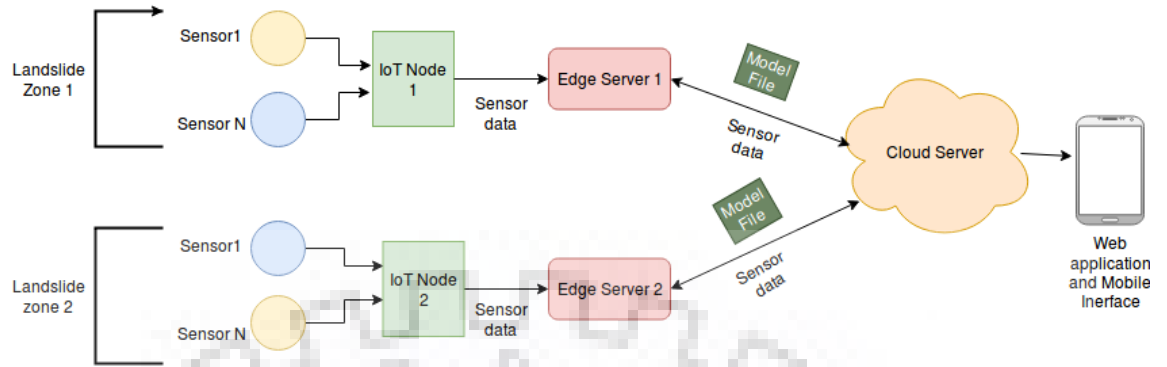 Landslide
Zone 1
Sensor1
Sensor N
IoT Node
1
Sensor
data
Edge Server 1
Model
File
Sensor
data
Cloud Server
Web
application
and Mobile
Inerface
Landslide
zone 2
Sensor1
Sensor N
IoT Node
2
Sensor
data
Edge Server 2
Model
File
Sensor
data